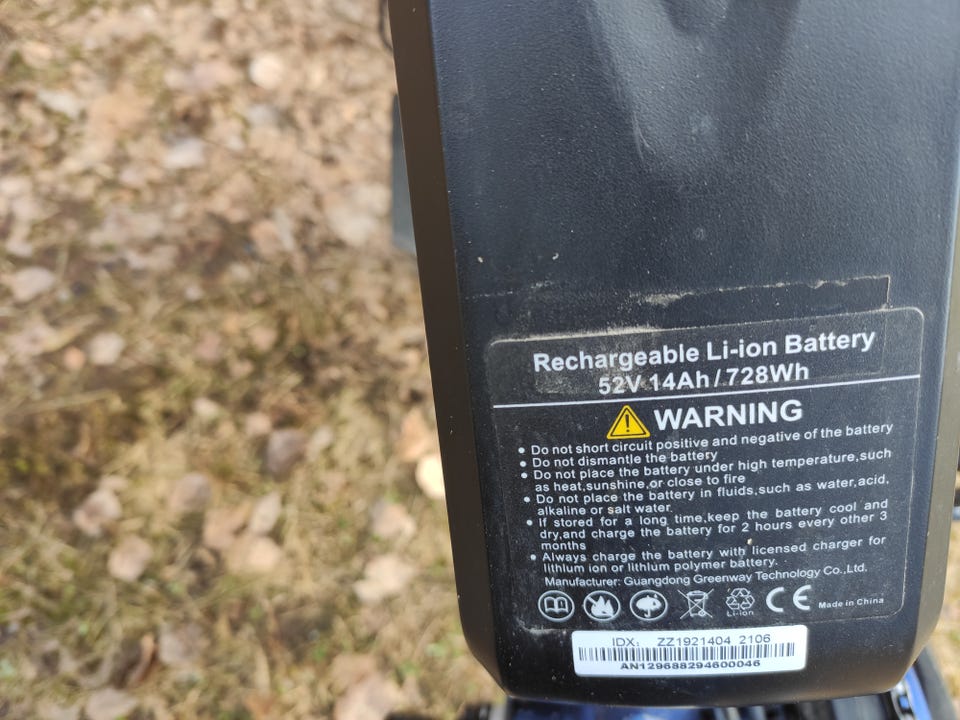 Rechargeable Li-ion Battery
52V 14Ah/728Wh
WARNING
• Do not short circuit positive and negative of the battery
• Do not dismantle the battery
• Do not place the battery under high temperature,such
as heat,sunshine,or close to fire
• Do not place the battery in fluids,such as water,acid,
alkaline or salt water
• If stored for a long time,keep the battery cool and
dry,and charge the battery for 2 hours every other 3
months
• Always charge the battery with licensed charger for
lithlum ion or lithlum polymer battery.
Manufacturer: Guangdong Greenway Technology Co.,Ltd.
Li-ion
CE
Made in China
IDX: ZZ1921404 2106
AN129688294600046